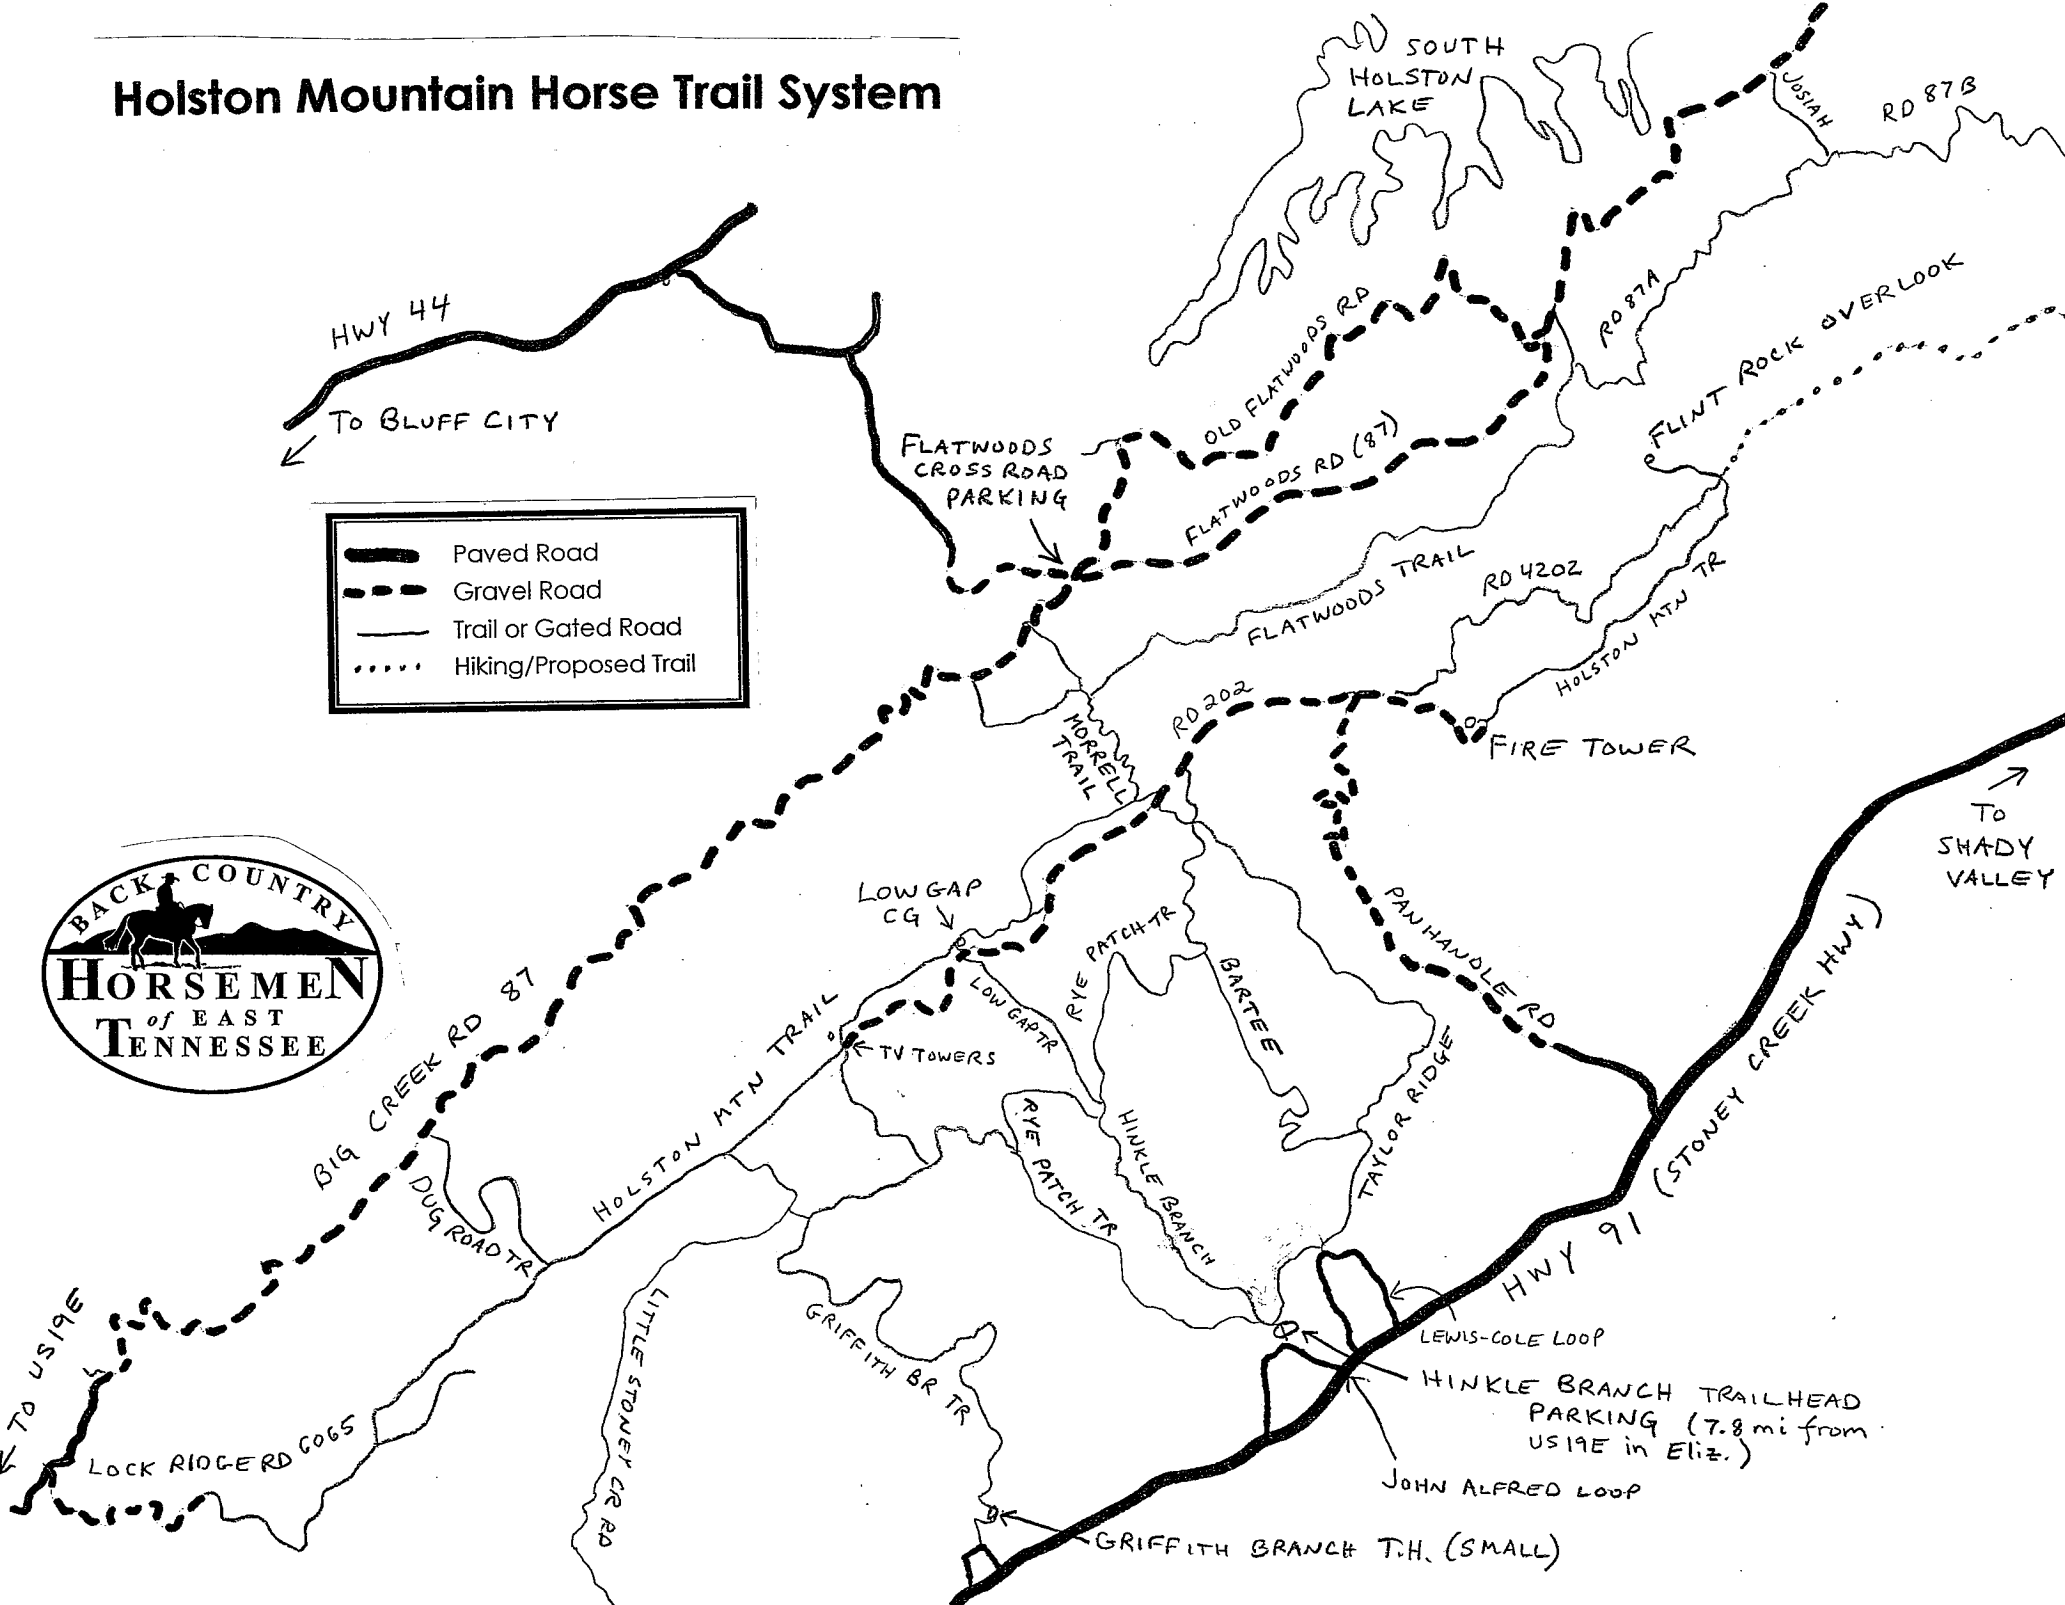 Holston Mountain Horse Trail System
SOUTH
HOLSTON
LAKE
JOSIAH
RD 87B
HWY 44
TO BLUFF CITY
RD 87A
FLINT ROCK OVERLOOK
OLD FLATWOODS RD
FLATWOODS RD (87)
FLATWOODS
CROSS ROAD
PARKING
Paved Road
Gravel Road
Trail or Gated Road
Hiking/Proposed Trail
FLATWOODS TRAIL
RD 4202
HOLSTON MTN TR
RD 202
MORRELL
TRAIL
FIRE TOWER
TO
SHADY
VALLEY
BACK COUNTRY
HORSEMEN
of EAST
TENNESSEE
LOW GAP
CG
RYE PATCH TR
BARTEE
PANHANDLE RD
BIG CREEK RD 87
LOW GAP TR
TV TOWERS
HOLSTON MTN TRAIL
DUG ROAD TR
RYE PATCH TR
HINKLE BRANCH
TAYLOR RIDGE
HWY 91 (STONEY CREEK HWY)
TO US19E
LITTLE STONEY CR RD
GRIFFITH BR TR
LEWIS-COLE LOOP
HINKLE BRANCH TRAILHEAD
PARKING (7.8 mi from
US19E in Eliz.)
LOCK RIDGE RD 6065
JOHN ALFRED LOOP
GRIFFITH BRANCH T.H. (SMALL)